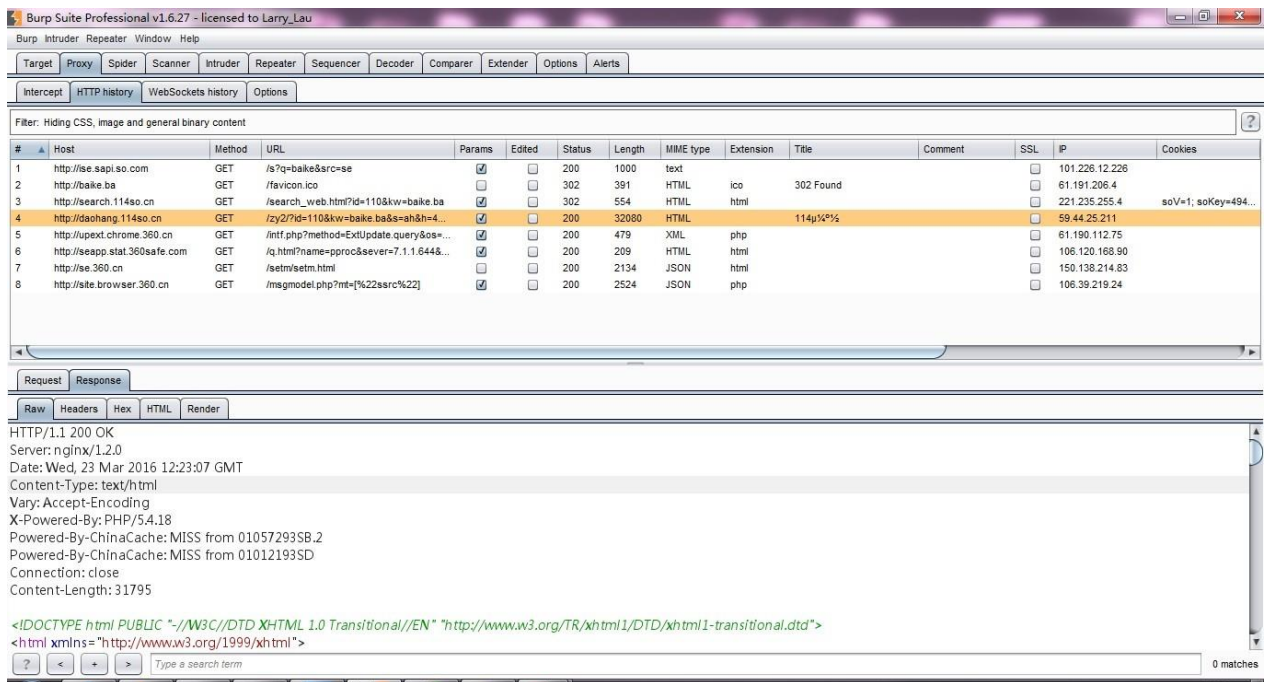 Burp Suite Professional v1.6.27 - licensed to Larry_Lau
Burp Intruder Repeater Window Help
Target Proxy Spider Scanner Intruder Repeater Sequencer Decoder Comparer Extender Options Alerts
Intercept HTTP history WebSockets history Options
Filter: Hiding CSS, image and general binary content ?
# Host Method URL Params Edited Status Length MIME type Extension Title Comment SSL IP Cookies
1 http://ise.sapi.so.com GET /s?q=baike&src=se 200 1000 text 101.226.12.226
2 http://baike.ba GET /favicon.ico 302 391 HTML ico 302 Found 61.191.206.4
3 http://search.114so.cn GET /search_web.html?id=110&kw=baike.ba 302 554 HTML html 221.235.255.4 soV=1; soKey=494...
4 http://daohang.114so.cn GET /zy2/?id=110&kw=baike.ba&s=ah&h=4... 200 32080 HTML 114µ¼º½ 59.44.25.211
5 http://upext.chrome.360.cn GET /intf.php?method=ExtUpdate.query&os=... 200 479 XML php 61.190.112.75
6 http://seapp.stat.360safe.com GET /q.html?name=pproc&sever=7.1.1.644&... 200 209 HTML html 106.120.168.90
7 http://se.360.cn GET /setm/setm.html 200 2134 JSON html 150.138.214.83
8 http://site.browser.360.cn GET /msgmodel.php?mt=[%22ssrc%22] 200 2524 JSON php 106.39.219.24
Request Response
Raw Headers Hex HTML Render
HTTP/1.1 200 OK
Server: nginx/1.2.0
Date: Wed, 23 Mar 2016 12:23:07 GMT
Content-Type: text/html
Vary: Accept-Encoding
X-Powered-By: PHP/5.4.18
Powered-By-ChinaCache: MISS from 01057293SB.2
Powered-By-ChinaCache: MISS from 01012193SD
Connection: close
Content-Length: 31795
<!DOCTYPE html PUBLIC "-//W3C//DTD XHTML 1.0 Transitional//EN" "http://www.w3.org/TR/xhtml1/DTD/xhtml1-transitional.dtd">
<html xmlns="http://www.w3.org/1999/xhtml">
? < + > Type a search term 0 matches